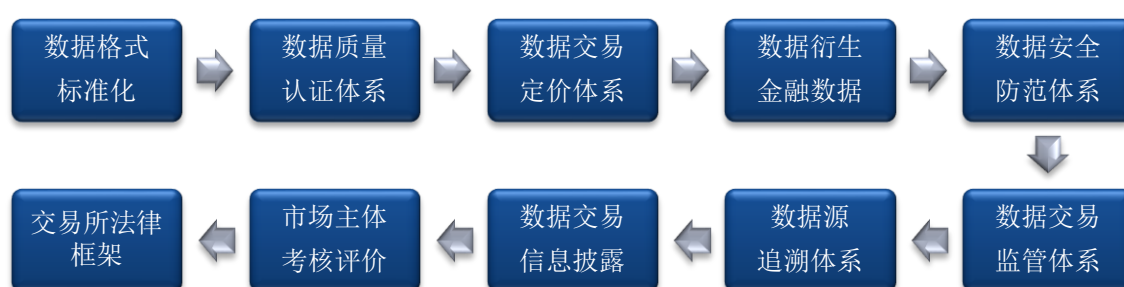 数据格式
标准化
数据质量
认证体系
数据交易
定价体系
数据衍生
金融数据
数据安全
防范体系
数据交易
监管体系
数据源
追溯体系
数据交易
信息披露
市场主体
考核评价
交易所法律
框架